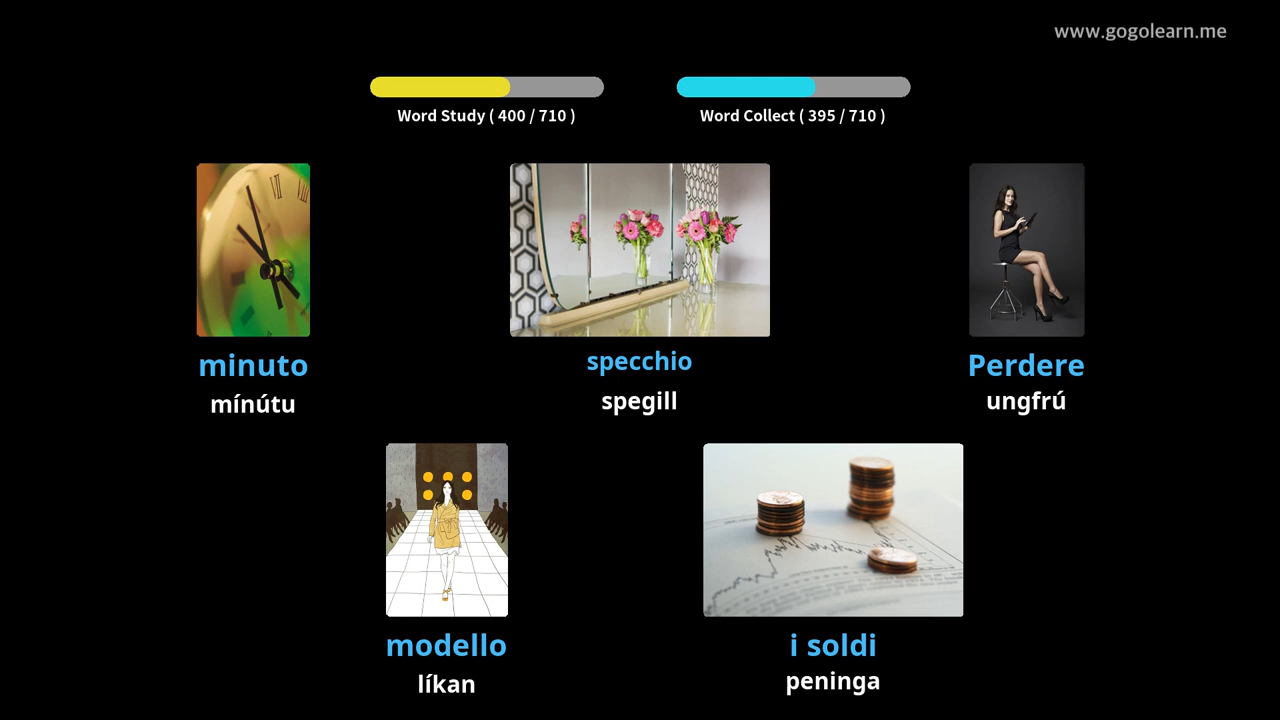 www.gogolearn.me
Word Study ( 400 / 710 )
Word Collect ( 395 / 710 )
minuto
mínútu
specchio
spegill
Perdere
ungfrú
modello
líkan
i soldi
peninga